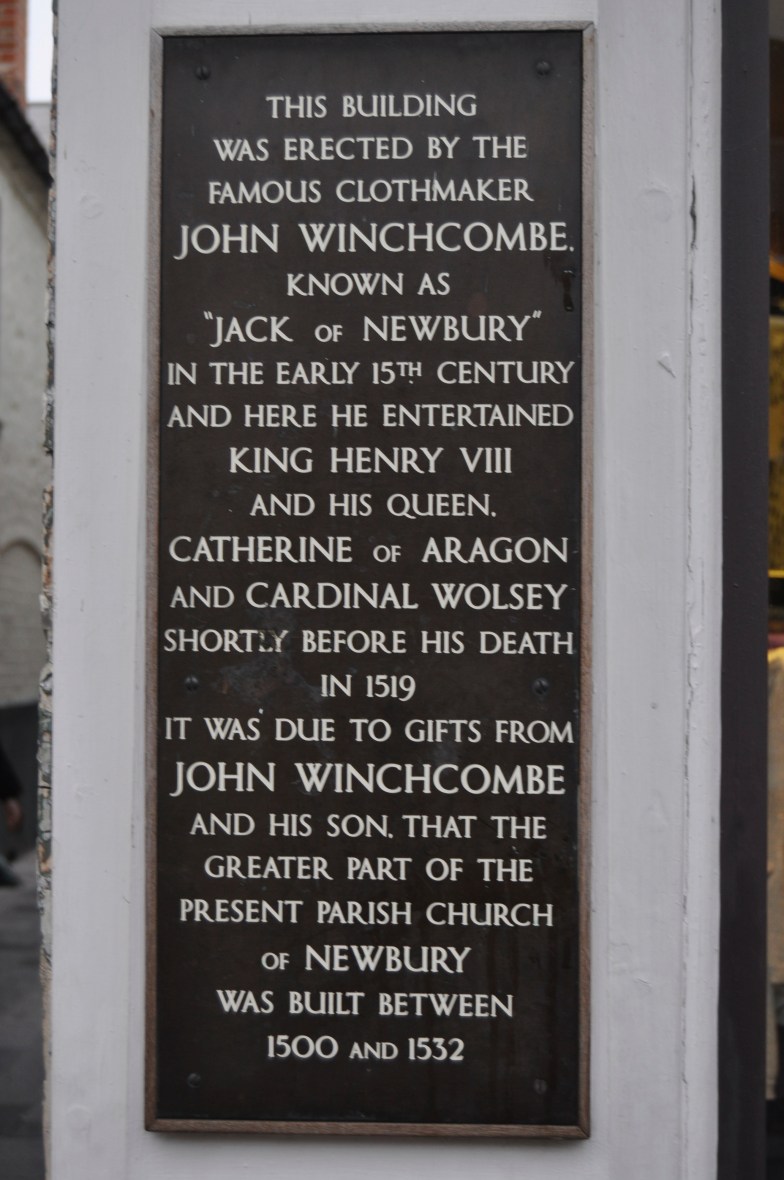 THIS BUILDING
WAS ERECTED BY THE
FAMOUS CLOTHMAKER
JOHN WINCHCOMBE,
KNOWN AS
"JACK OF NEWBURY"
IN THE EARLY 15TH CENTURY
AND HERE HE ENTERTAINED
KING HENRY VIII
AND HIS QUEEN,
CATHERINE OF ARAGON
AND CARDINAL WOLSEY
SHORTLY BEFORE HIS DEATH
IN 1519
IT WAS DUE TO GIFTS FROM
JOHN WINCHCOMBE
AND HIS SON, THAT THE
GREATER PART OF THE
PRESENT PARISH CHURCH
OF NEWBURY
WAS BUILT BETWEEN
1500 AND 1532